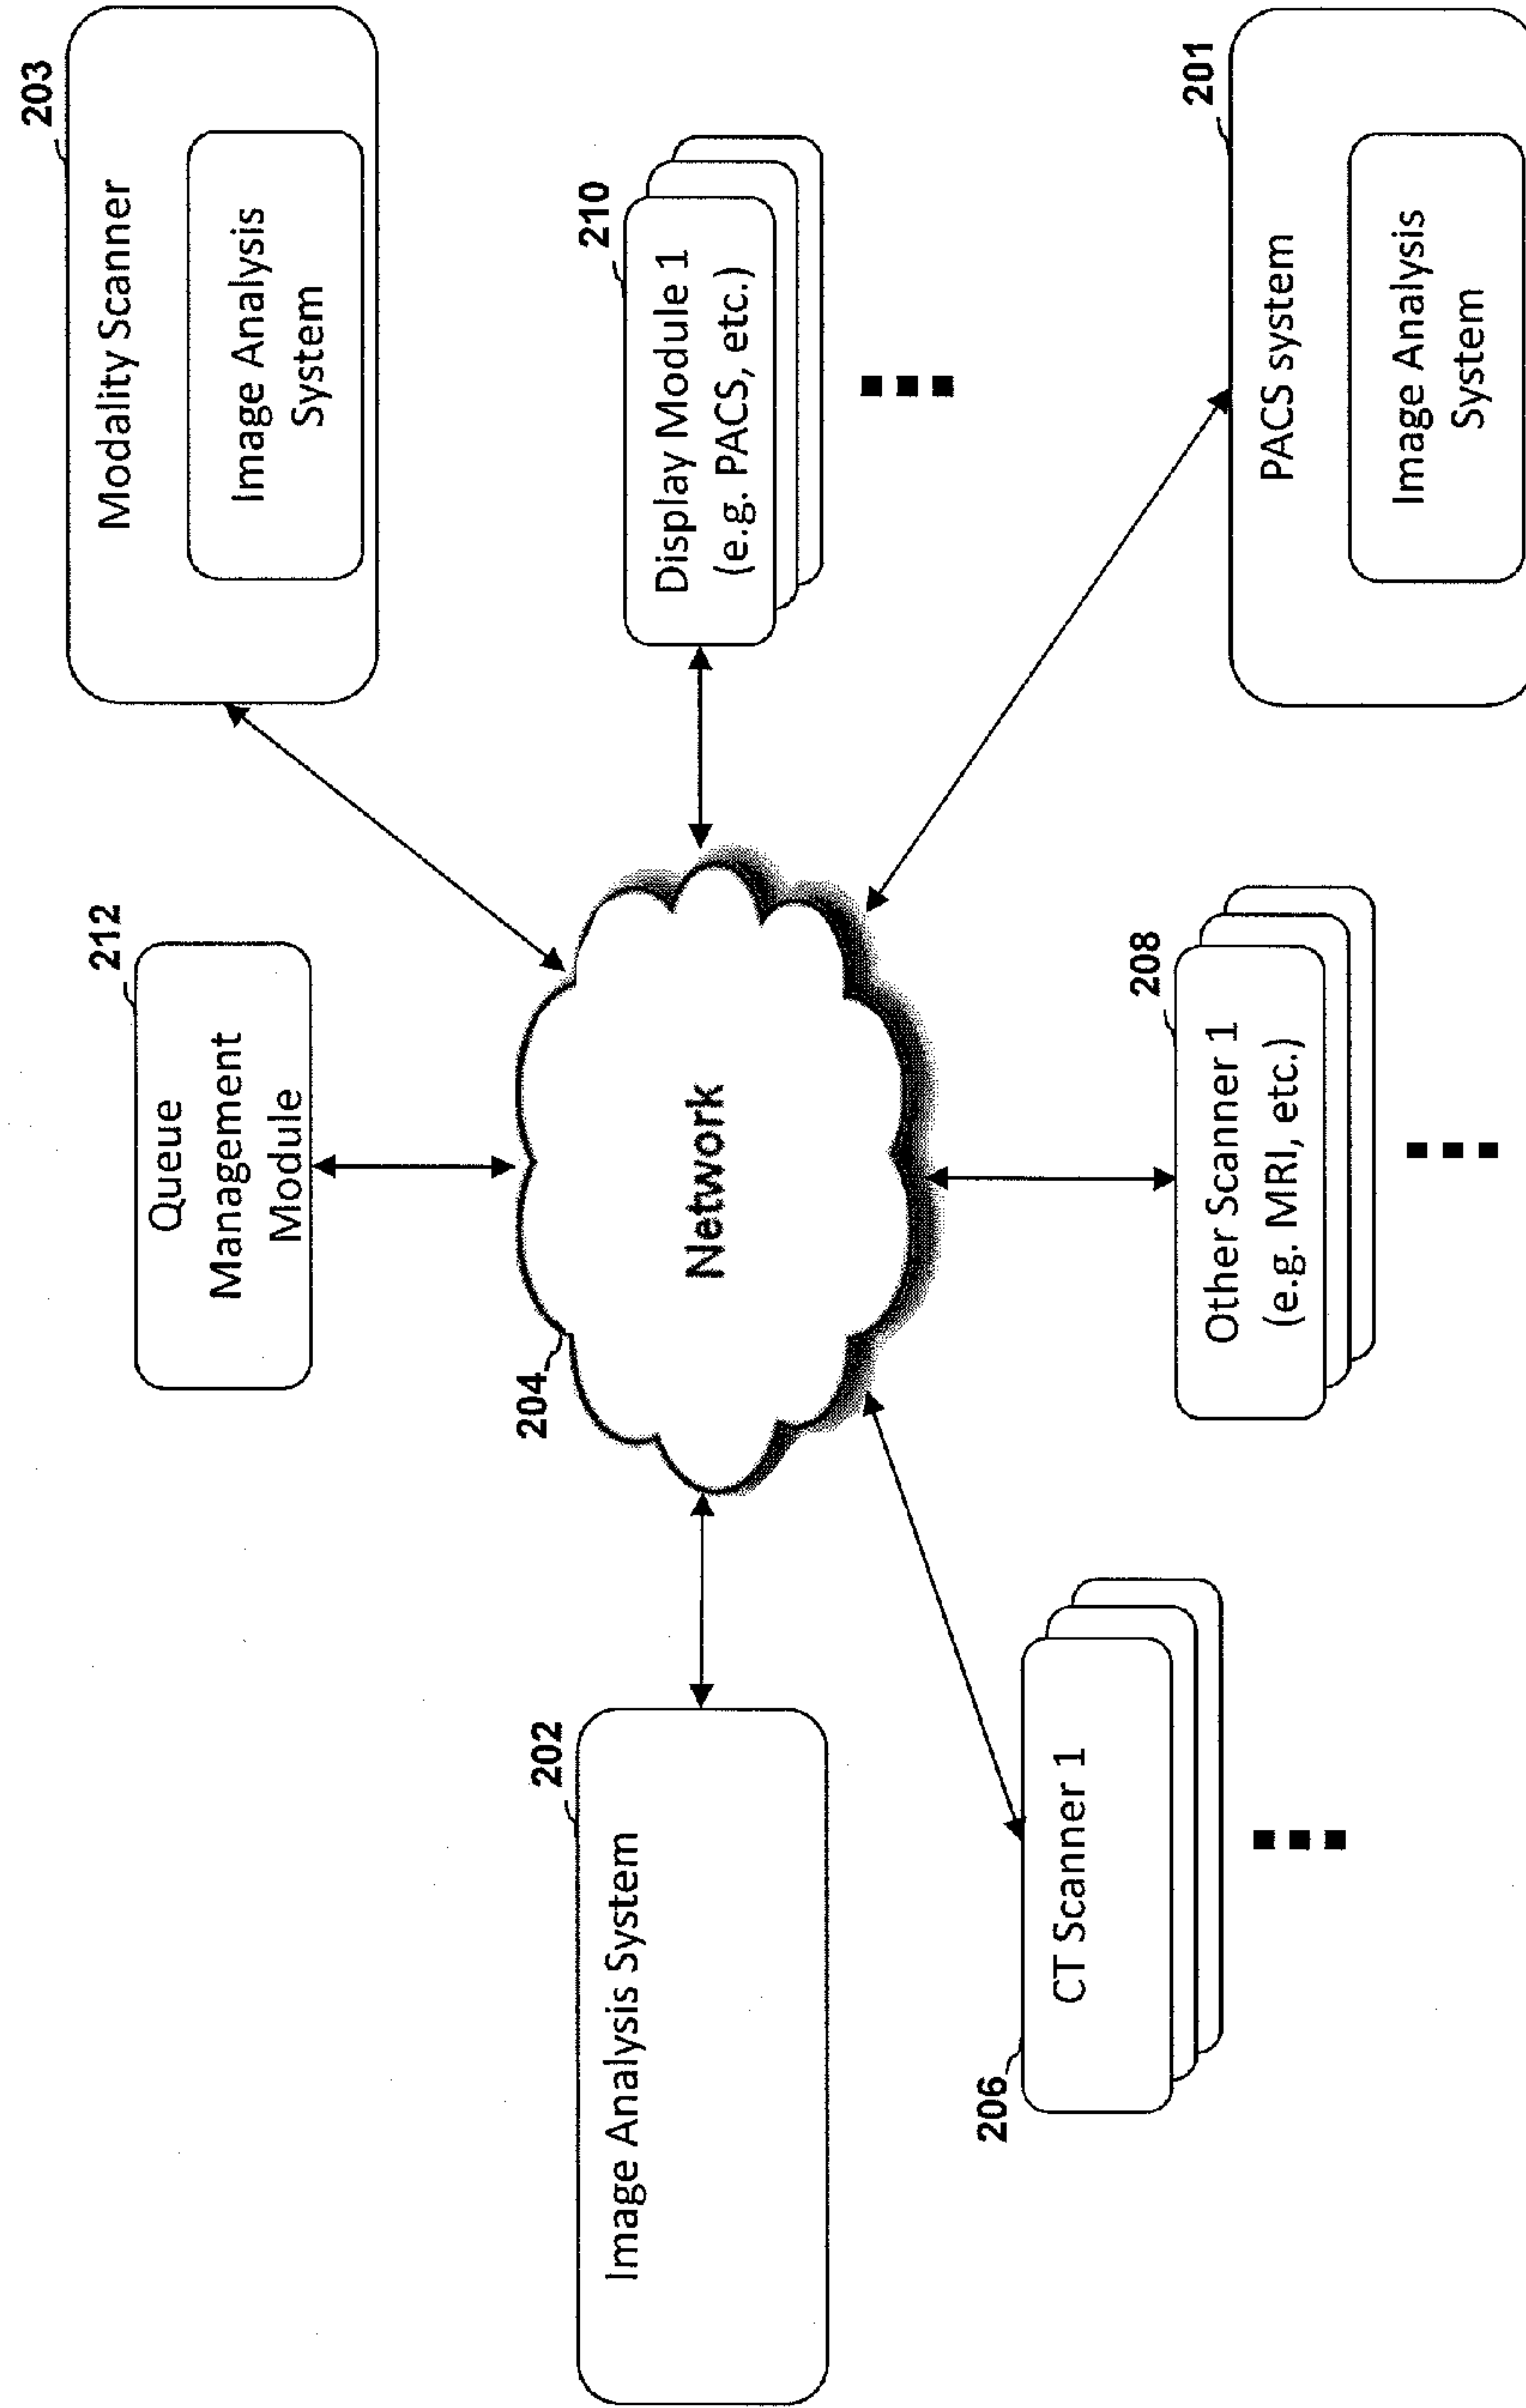 203
Modality Scanner
Image Analysis
System
212
Queue
Management
Module
210
Display Module 1
(e.g. PACS, etc.)
202
Image Analysis System
204
Network
201
PACS system
Image Analysis
System
206
CT Scanner 1
208
Other Scanner 1
(e.g. MRI, etc.)